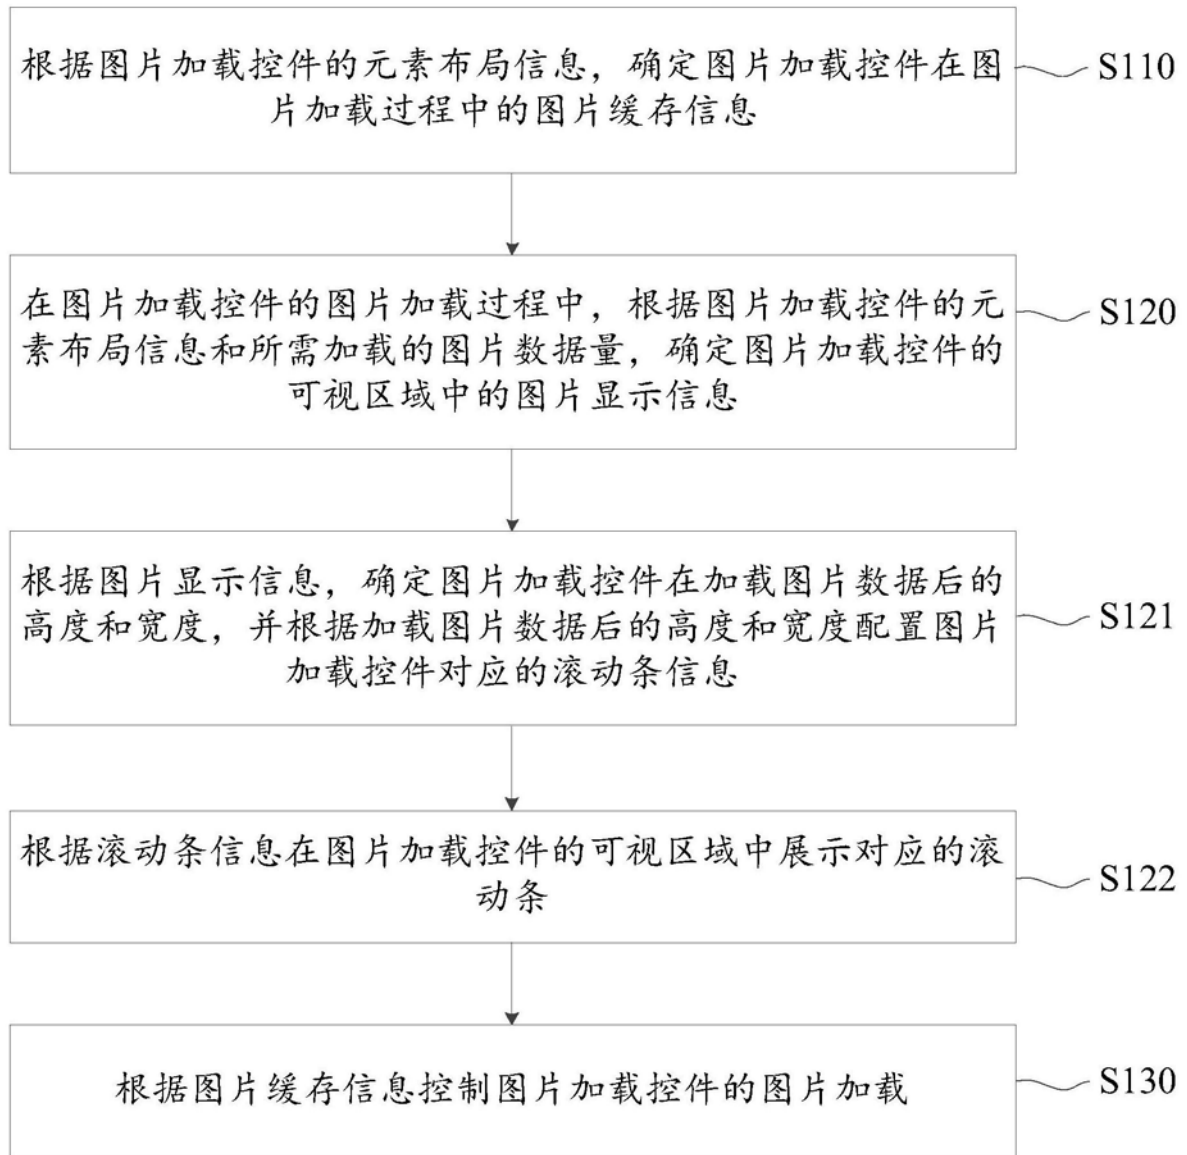 根据图片加载控件的元素布局信息，确定图片加载控件在图
片加载过程中的图片缓存信息
S110
在图片加载控件的图片加载过程中，根据图片加载控件的元
素布局信息和所需加载的图片数据量，确定图片加载控件的
可视区域中的图片显示信息
S120
根据图片显示信息，确定图片加载控件在加载图片数据后的
高度和宽度，并根据加载图片数据后的高度和宽度配置图片
加载控件对应的滚动条信息
S121
根据滚动条信息在图片加载控件的可视区域中展示对应的滚
动条
S122
根据图片缓存信息控制图片加载控件的图片加载
S130